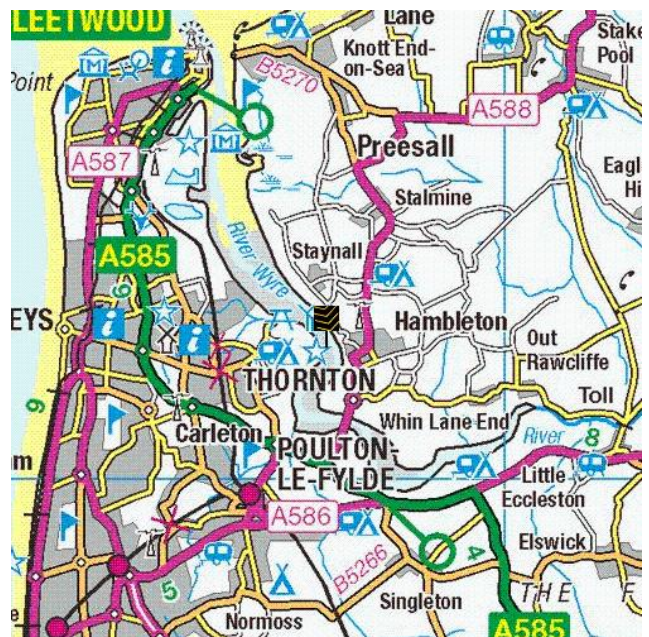 LEETWOOD
Lane
Knott End-
on-Sea
Stake
Pool
Point
B5270
A588
Preesall
A587
Eagl
Hi
Stalmine
River Wyre
Staynall
A585
6
EYS
Hambleton
Out
Rawcliffe
THORNTON
Toll
9
Whin Lane End
Carleton
River
8
POULTON-
LE-FYLDE
m
Little
Eccleston
A586
Elswick
4
B5266
5
THE F
Singleton
e
Normoss
A585